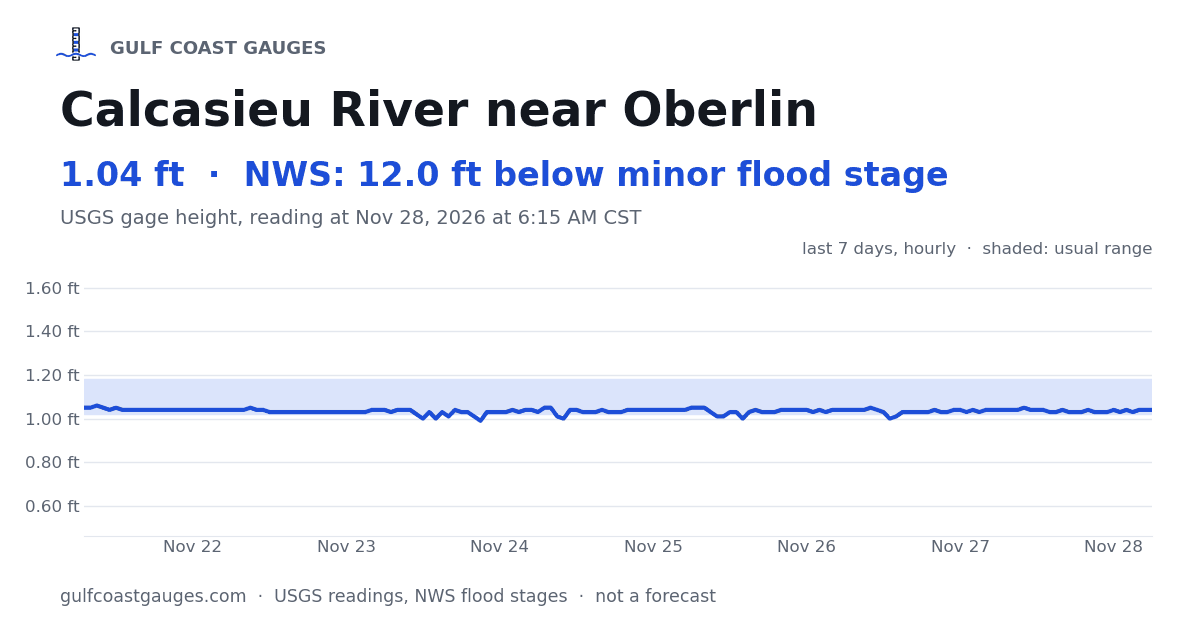 GULF COAST GAUGES
Calcasieu River near Oberlin
1.04 ft · NWS: 12.0 ft below minor flood stage
USGS gage height, reading at Nov 28, 2026 at 6:15 AM CST
last 7 days, hourly · shaded: usual range
1.60 ft
1.40 ft
1.20 ft
1.00 ft
0.80 ft
0.60 ft
Nov 22 Nov 23 Nov 24 Nov 25 Nov 26 Nov 27 Nov 28
gulfcoastgauges.com · USGS readings, NWS flood stages · not a forecast